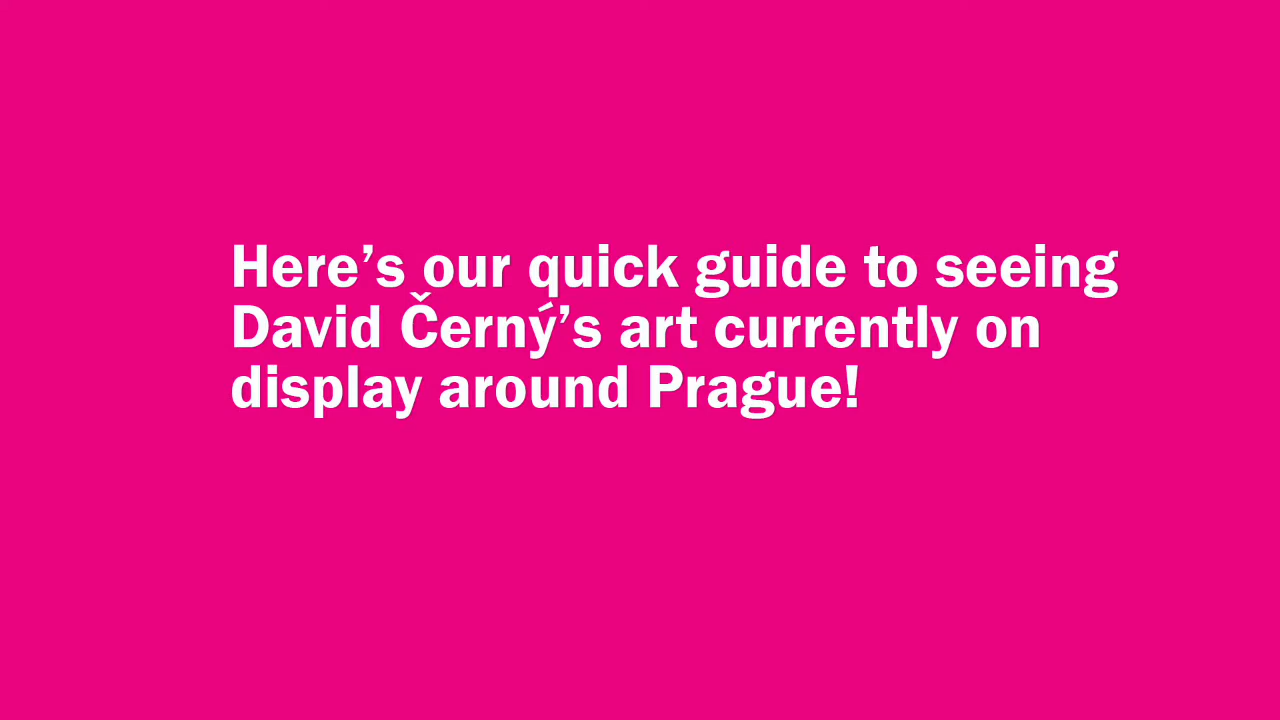 Here’s our quick guide to seeing
David Černý’s art currently on
display around Prague!